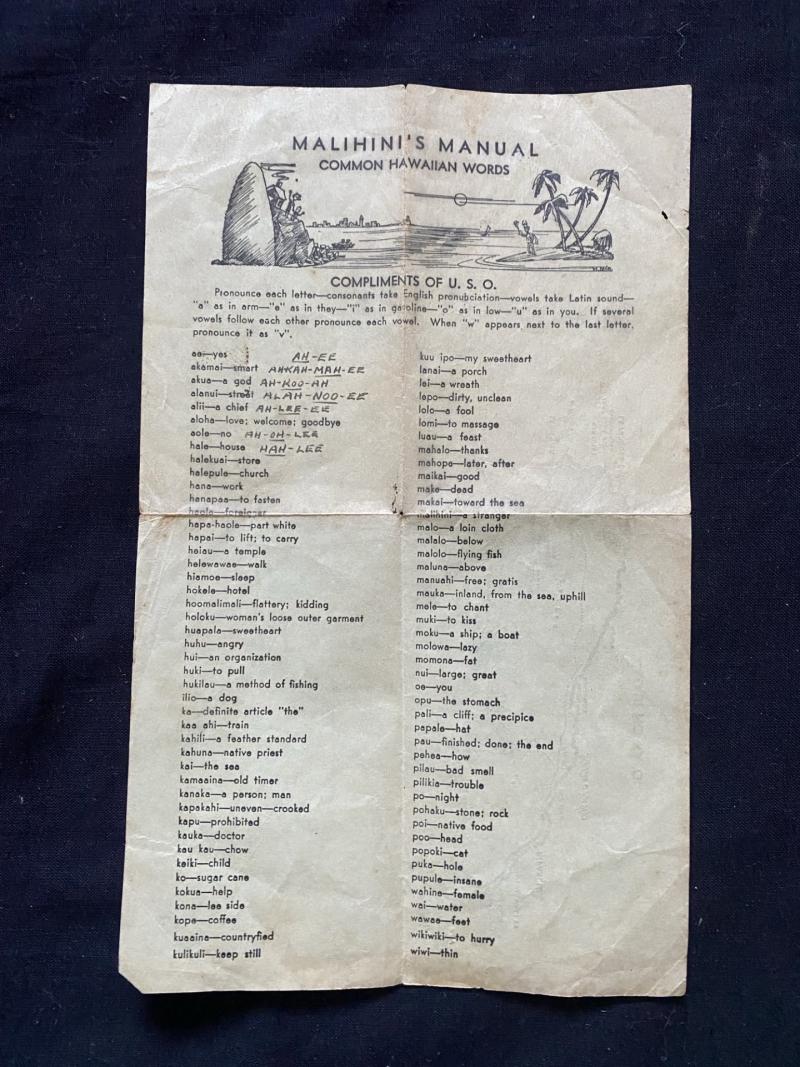 MALIHINI'S MANUAL
COMMON HAWAIIAN WORDS
COMPLIMENTS OF U. S. O.
Pronounce each letter—consonants take English pronubciation—vowels take Latin sound—
"a" as in arm—"e" as in they—"i" as in gasoline—"o" as in low—"u" as in you. If several
vowels follow each other pronounce each vowel. When "w" appears next to the last letter,
pronounce it as "v".
ae—yes AH-EE
akamai—smart AHKAH-MAH-EE
akua—a god AH-KOO-AH
alanui—street ALAH-NOO-EE
alii—a chief AH-LEE-EE
aloha—love; welcome; goodbye
aole—no AH-OH-LEE
hale—house HAH-LEE
halekuai—store
halepule—church
hana—work
hanapaa—to fasten
haole—foreigner
hapa-haole—part white
hapai—to lift; to carry
heiau—a temple
helewawae—walk
hiamoe—sleep
hokele—hotel
hoomalimali—flattery; kidding
holoku—woman's loose outer garment
huapala—sweetheart
huhu—angry
hui—an organization
huki—to pull
hukilau—a method of fishing
ilio—a dog
ka—definite article "the"
kaa ahi—train
kahili—a feather standard
kahuna—native priest
kai—the sea
kamaaina—old timer
kanaka—a person; man
kapakahi—uneven—crooked
kapu—prohibited
kauka—doctor
kau kau—chow
keiki—child
ko—sugar cane
kokua—help
kona—lee side
kope—coffee
kuaaina—countryfied
kulikuli—keep still
kuu ipo—my sweetheart
lanai—a porch
lei—a wreath
lepo—dirty, unclean
lolo—a fool
lomi—to massage
luau—a feast
mahalo—thanks
mahope—later, after
maikai—good
make—dead
makai—toward the sea
malihini—a stranger
malo—a loin cloth
malalo—below
malolo—flying fish
maluna—above
manuahi—free; gratis
mauka—inland, from the sea, uphill
mele—to chant
muki—to kiss
moku—a ship; a boat
molowa—lazy
momona—fat
nui—large; great
oe—you
opu—the stomach
pali—a cliff; a precipice
papale—hat
pau—finished; done; the end
pehea—how
pilau—bad smell
pilikia—trouble
po—night
pohaku—stone; rock
poi—native food
poo—head
popoki—cat
puka—hole
pupule—insane
wahine—female
wai—water
wawae—feet
wikiwiki—to hurry
wiwi—thin